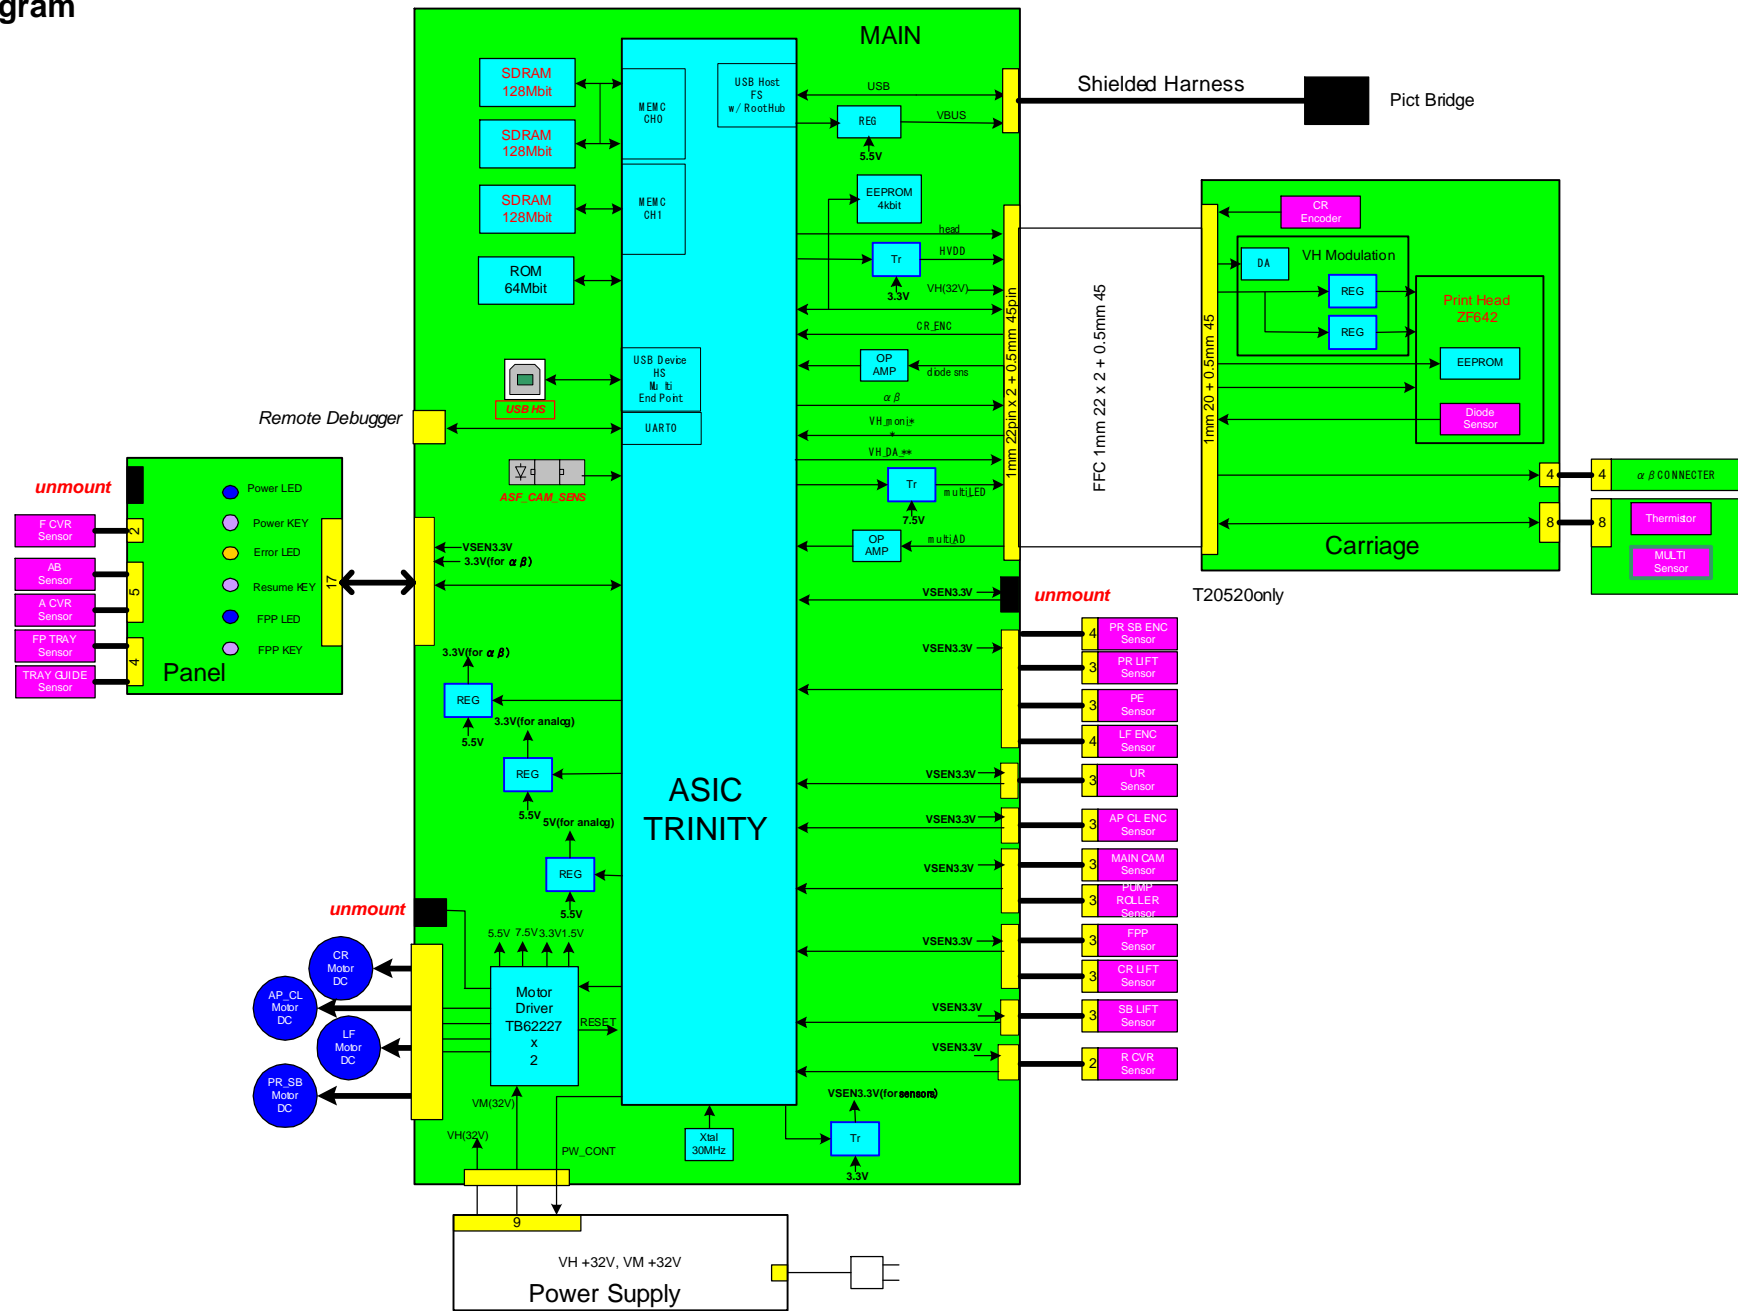 gram
MAIN
SDRAM
128Mbit
SDRAM
128Mbit
SDRAM
128Mbit
ROM
64Mbit
MEMC
CH0
MEMC
CH1
USB Host
FS
w/ RootHub
USB
REG
VBUS
5.5V
Shielded Harness
Pict Bridge
EEPROM
4kbit
head
Tr
HVDD
3.3V
VH(32V)
CR_ENC
OP
AMP
diode sns
α β
VH_moni*
*
VH_DA_**
Tr
multi_LED
7.5V
OP
AMP
multi_AD
1mm 22pin x 2 + 0.5mm 45pin
FFC 1mm 22 x 2 + 0.5mm 45
1mm 20 + 0.5mm 45
CR
Encoder
VH Modulation
DA
REG
REG
Print Head
ZF642
EEPROM
Diode
Sensor
Carriage
4
4
α β CONNECTER
8
8
Thermistor
MULTI
Sensor
USB Device
HS
Multi
End Point
USB HS
UART0
Remote Debugger
ASF_CAM_SENS
unmount
F CVR
Sensor
AB
Sensor
A CVR
Sensor
FP TRAY
Sensor
TRAY GUIDE
Sensor
2
5
4
Power LED
Power KEY
Error LED
Resume KEY
FPP LED
FPP KEY
Panel
17
VSEN3.3V
3.3V(for α β)
3.3V(for α β)
REG
5.5V
3.3V(for analog)
REG
5.5V
5V(for analog)
REG
5.5V
ASIC
TRINITY
VSEN3.3V
unmount
T20520only
VSEN3.3V
4
PR SB ENC
Sensor
3
PR LIFT
Sensor
3
PE
Sensor
4
LF ENC
Sensor
VSEN3.3V
3
UR
Sensor
VSEN3.3V
3
AP CL ENC
Sensor
VSEN3.3V
3
MAIN CAM
Sensor
3
PUMP
ROLLER
Sensor
VSEN3.3V
3
FPP
Sensor
3
CR LIFT
Sensor
VSEN3.3V
3
SB LIFT
Sensor
VSEN3.3V
2
R CVR
Sensor
unmount
CR
Motor
DC
AP_CL
Motor
DC
LF
Motor
DC
PR_SB
Motor
DC
5.5V 7.5V 3.3V 1.5V
Motor
Driver
TB62227
x
2
RESET
VM(32V)
VH(32V)
PW_CONT
Xtal
30MHz
VSEN3.3V(for sensors)
Tr
3.3V
9
VH +32V, VM +32V
Power Supply